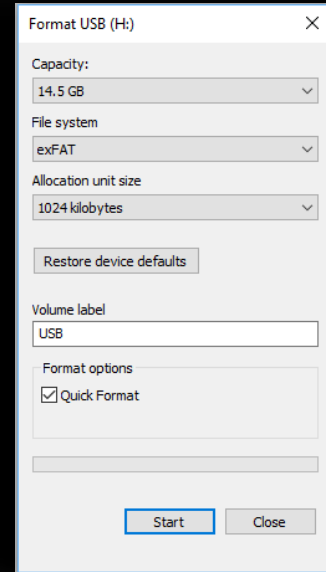 Format USB (H:)
Capacity:
14.5 GB
File system
exFAT
Allocation unit size
1024 kilobytes
Restore device defaults
Volume label
USB
Format options
Quick Format
Start Close